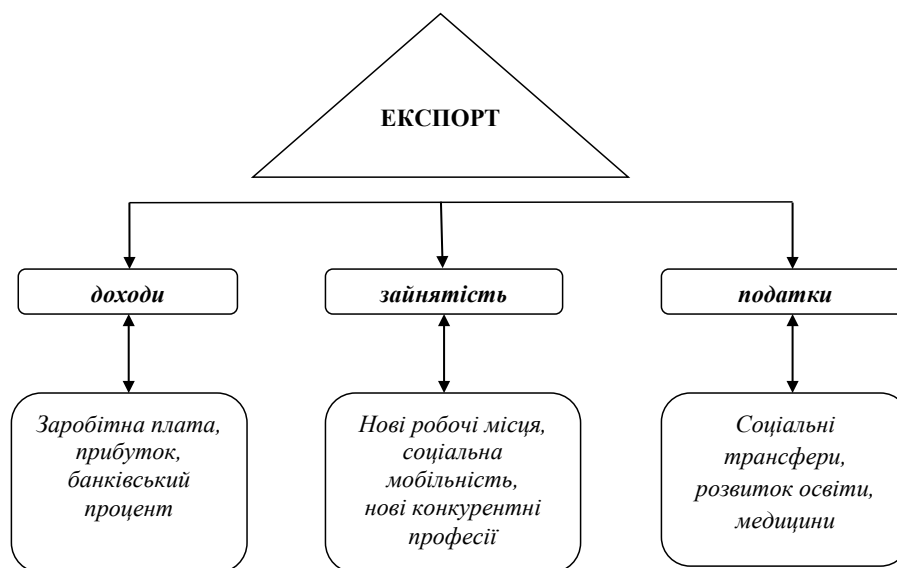 ЕКСПОРТ
доходи
зайнятість
податки
Заробітна плата,
прибуток,
банківський
процент
Нові робочі місця,
соціальна
мобільність,
нові конкурентні
професії
Соціальні
трансфери,
розвиток освіти,
медицини